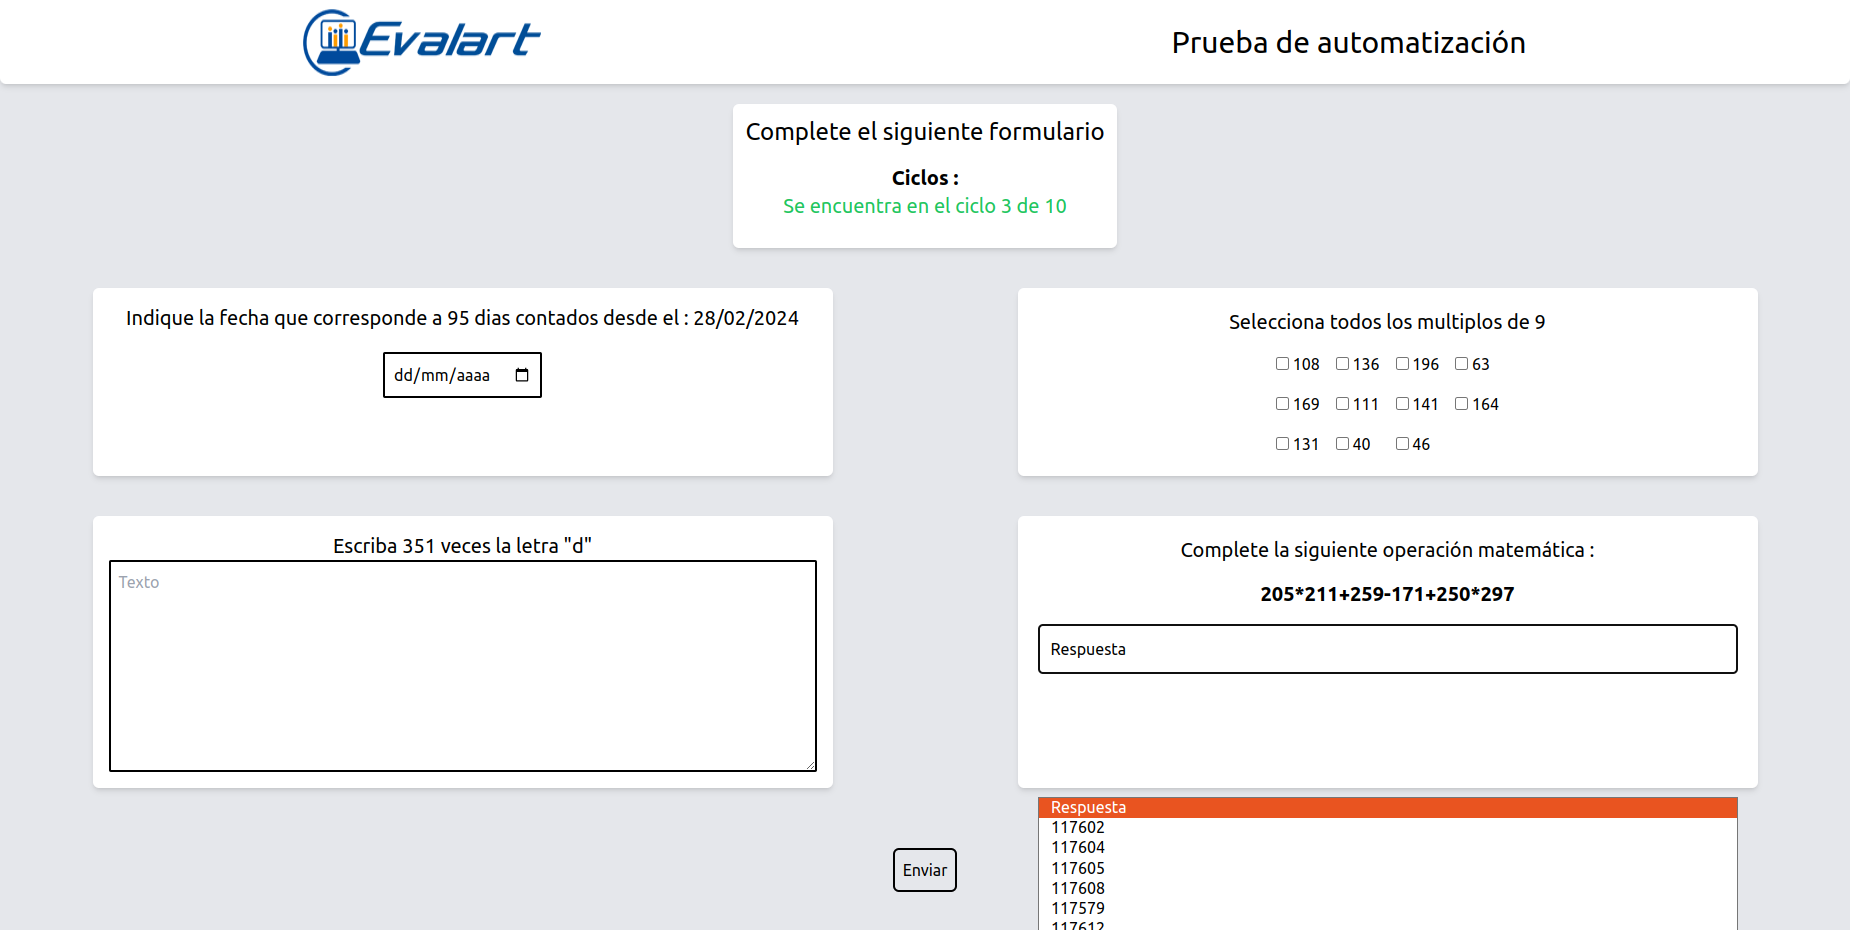 Evalart
Prueba de automatización
Complete el siguiente formulario
Ciclos :
Se encuentra en el ciclo 3 de 10
Indique la fecha que corresponde a 95 dias contados desde el : 28/02/2024
dd/mm/aaaa
Selecciona todos los multiplos de 9
108 136 196 63
169 111 141 164
131 40 46
Escriba 351 veces la letra "d"
Texto
Complete la siguiente operación matemática :
205*211+259-171+250*297
Respuesta
Respuesta
117602
117604
117605
117608
117579
117612
Enviar